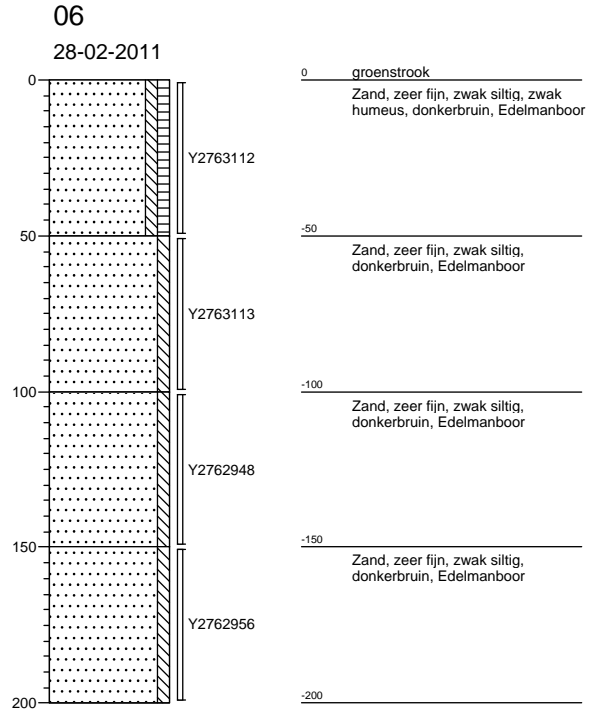 06
28-02-2011
0
50
100
150
200
Y2763112
Y2763113
Y2762948
Y2762956
0
groenstrook
Zand, zeer fijn, zwak siltig, zwak
humeus, donkerbruin, Edelmanboor
-50
Zand, zeer fijn, zwak siltig,
donkerbruin, Edelmanboor
-100
Zand, zeer fijn, zwak siltig,
donkerbruin, Edelmanboor
-150
Zand, zeer fijn, zwak siltig,
donkerbruin, Edelmanboor
-200